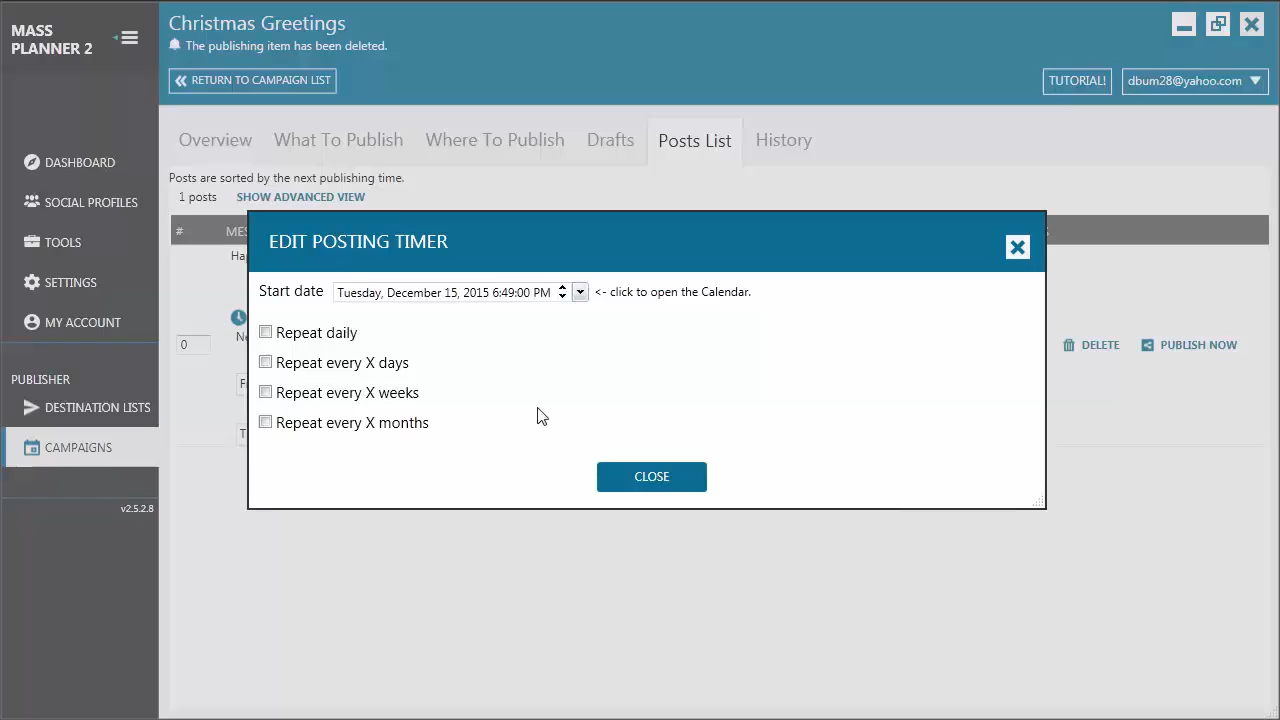 MASS
PLANNER 2
Christmas Greetings
The publishing item has been deleted.
RETURN TO CAMPAIGN LIST
TUTORIAL!
dbum28@yahoo.com
DASHBOARD
SOCIAL PROFILES
TOOLS
SETTINGS
MY ACCOUNT
PUBLISHER
DESTINATION LISTS
CAMPAIGNS
v2.5.2.8
Overview What To Publish Where To Publish Drafts Posts List History
Posts are sorted by the next publishing time.
1 posts SHOW ADVANCED VIEW
#
EDIT POSTING TIMER
Start date Tuesday, December 15, 2015 6:49:00 PM <- click to open the Calendar.
Repeat daily
Repeat every X days
Repeat every X weeks
Repeat every X months
CLOSE
0
DELETE PUBLISH NOW